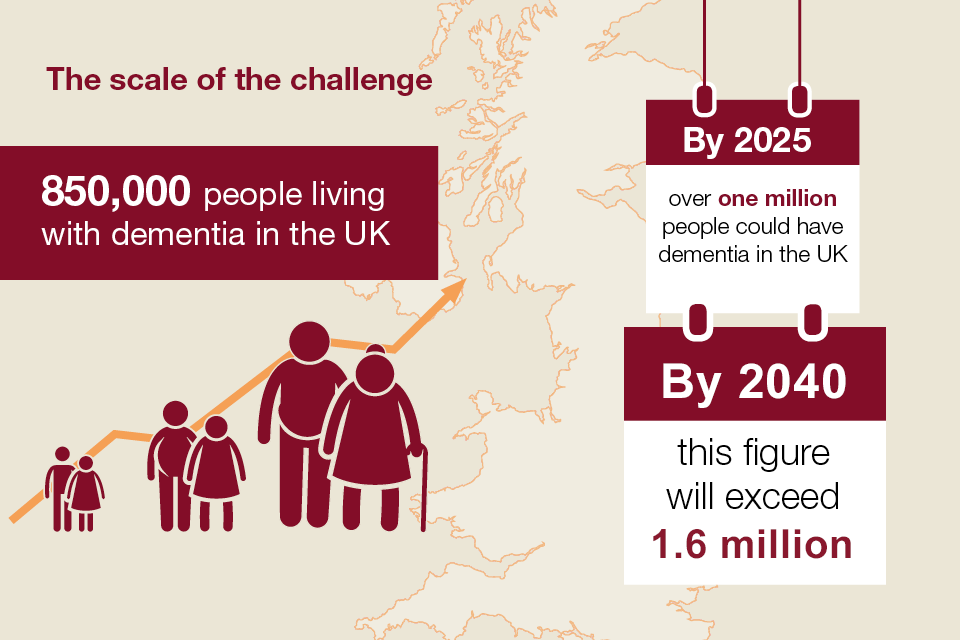 The scale of the challenge
850,000 people living
with dementia in the UK
By 2025
over one million
people could have
dementia in the UK
By 2040
this figure
will exceed
1.6 million